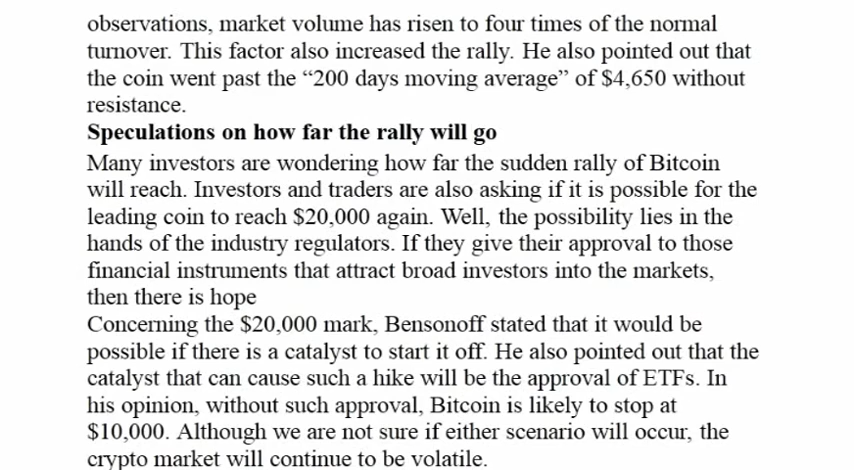 observations, market volume has risen to four times of the normal
turnover. This factor also increased the rally. He also pointed out that
the coin went past the “200 days moving average” of $4,650 without
resistance.
Speculations on how far the rally will go
Many investors are wondering how far the sudden rally of Bitcoin
will reach. Investors and traders are also asking if it is possible for the
leading coin to reach $20,000 again. Well, the possibility lies in the
hands of the industry regulators. If they give their approval to those
financial instruments that attract broad investors into the markets,
then there is hope
Concerning the $20,000 mark, Bensonoff stated that it would be
possible if there is a catalyst to start it off. He also pointed out that the
catalyst that can cause such a hike will be the approval of ETFs. In
his opinion, without such approval, Bitcoin is likely to stop at
$10,000. Although we are not sure if either scenario will occur, the
crypto market will continue to be volatile.